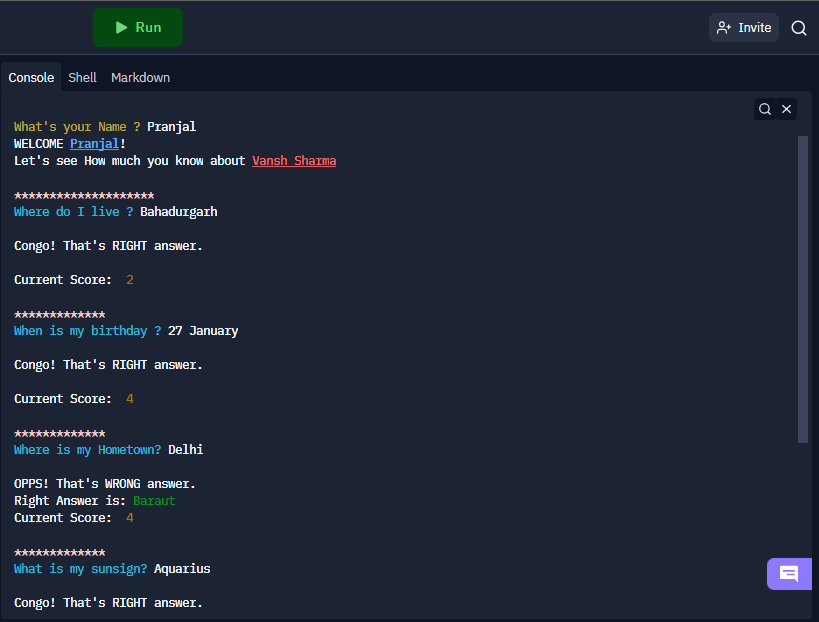 Run
Invite
Console Shell Markdown
What's your Name ? Pranjal
WELCOME Pranjal!
Let's see How much you know about Vansh Sharma
********************
Where do I live ? Bahadurgarh
Congo! That's RIGHT answer.
Current Score: 2
*************
When is my birthday ? 27 January
Congo! That's RIGHT answer.
Current Score: 4
*************
Where is my Hometown? Delhi
OPPS! That's WRONG answer.
Right Answer is: Baraut
Current Score: 4
*************
What is my sunsign? Aquarius
Congo! That's RIGHT answer.